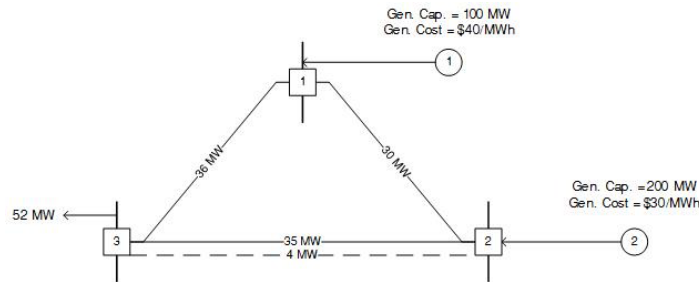 Gen. Cap. = 100 MW
Gen. Cost = $40/MWh
1
1
36 MW
30 MW
Gen. Cap. =200 MW
Gen. Cost = $30/MWh
52 MW
3
35 MW
2
2
4 MW